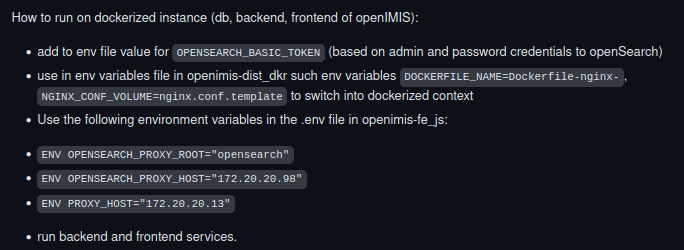 How to run on dockerized instance (db, backend, frontend of openIMIS):
• add to env file value for OPENSEARCH_BASIC_TOKEN (based on admin and password credentials to openSearch)
• use in env variables file in openimis-dist_dkr such env variables DOCKERFILE_NAME=Dockerfile-nginx-,
NGINX_CONF_VOLUME=nginx.conf.template to switch into dockerized context
• Use the following environment variables in the .env file in openimis-fe_js:
• ENV OPENSEARCH_PROXY_ROOT="opensearch"
• ENV OPENSEARCH_PROXY_HOST="172.20.20.98"
• ENV PROXY_HOST="172.20.20.13"
• run backend and frontend services.